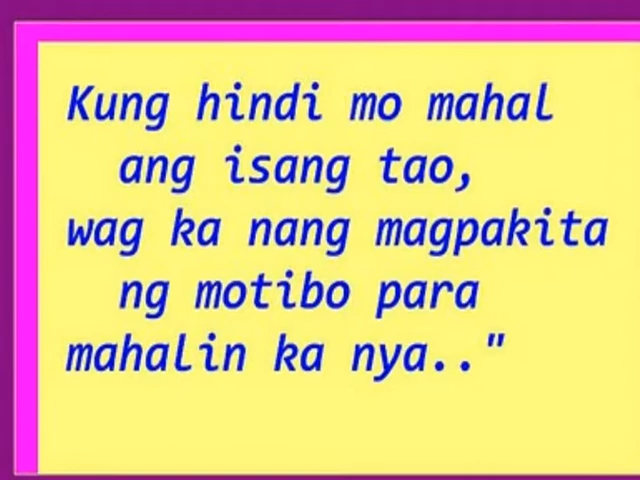 Kung hindi mo mahal
ang isang tao,
wag ka nang magpakita
ng motibo para
mahalin ka nya.."